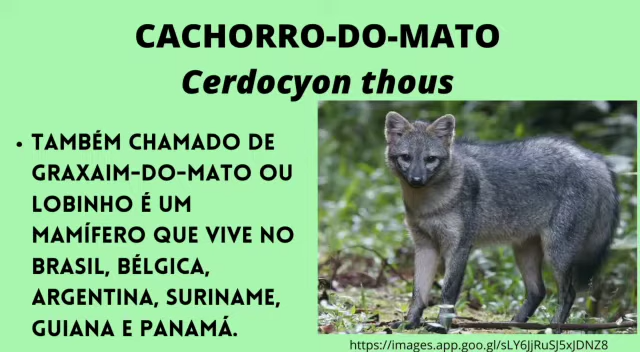 CACHORRO-DO-MATO
Cerdocyon thous
• TAMBÉM CHAMADO DE
GRAXAIM-DO-MATO OU
LOBINHO É UM
MAMÍFERO QUE VIVE NO
BRASIL, BÉLGICA,
ARGENTINA, SURINAME,
GUIANA E PANAMÁ.
https://images.app.goo.gl/sLY6JjRuSJ5xJDNZ8